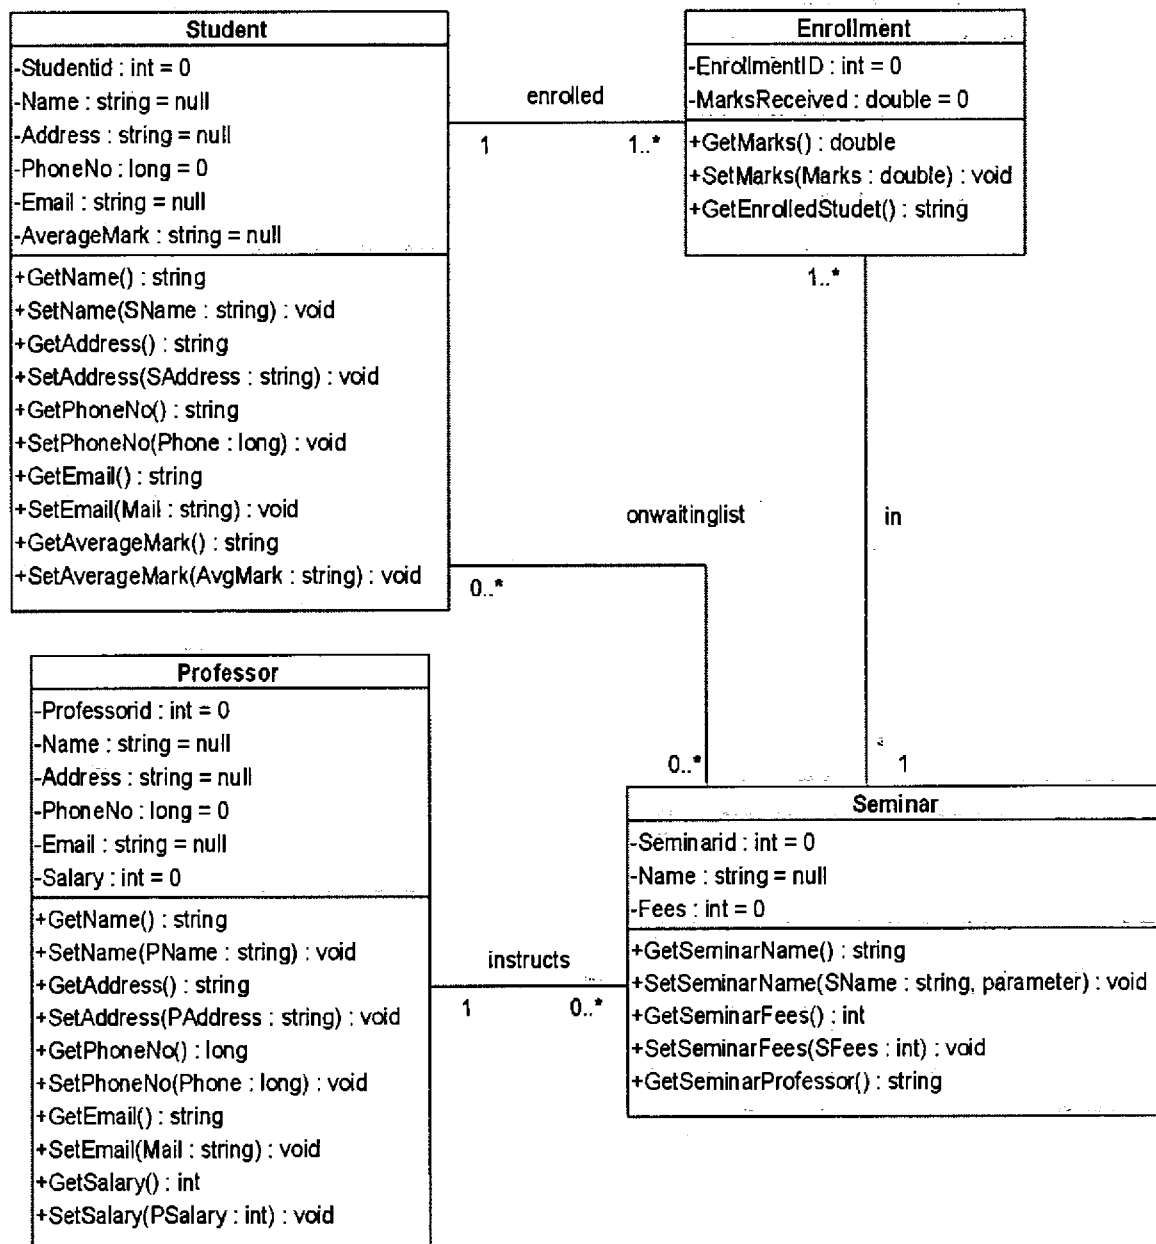 Student
-Studentid : int = 0
-Name : string = null
-Address : string = null
-PhoneNo : long = 0
-Email : string = null
-AverageMark : string = null
+GetName() : string
+SetName(SName : string) : void
+GetAddress() : string
+SetAddress(SAddress : string) : void
+GetPhoneNo() : string
+SetPhoneNo(Phone : long) : void
+GetEmail() : string
+SetEmail(Mail : string) : void
+GetAverageMark() : string
+SetAverageMark(AvgMark : string) : void
enrolled
1 1..*
Enrollment
-EnrollmentID : int = 0
-MarksReceived : double = 0
+GetMarks() : double
+SetMarks(Marks : double) : void
+GetEnrolledStudet() : string
1..*
onwaitinglist
in
0..*
0..*
1
Professor
-Professorid : int = 0
-Name : string = null
-Address : string = null
-PhoneNo : long = 0
-Email : string = null
-Salary : int = 0
+GetName() : string
+SetName(PName : string) : void
+GetAddress() : string
+SetAddress(PAddress : string) : void
+GetPhoneNo() : long
+SetPhoneNo(Phone : long) : void
+GetEmail() : string
+SetEmail(Mail : string) : void
+GetSalary() : int
+SetSalary(PSalary : int) : void
instructs
1 0..*
Seminar
-Seminarid : int = 0
-Name : string = null
-Fees : int = 0
+GetSeminarName() : string
+SetSeminarName(SName : string, parameter) : void
+GetSeminarFees() : int
+SetSeminarFees(SFees : int) : void
+GetSeminarProfessor() : string